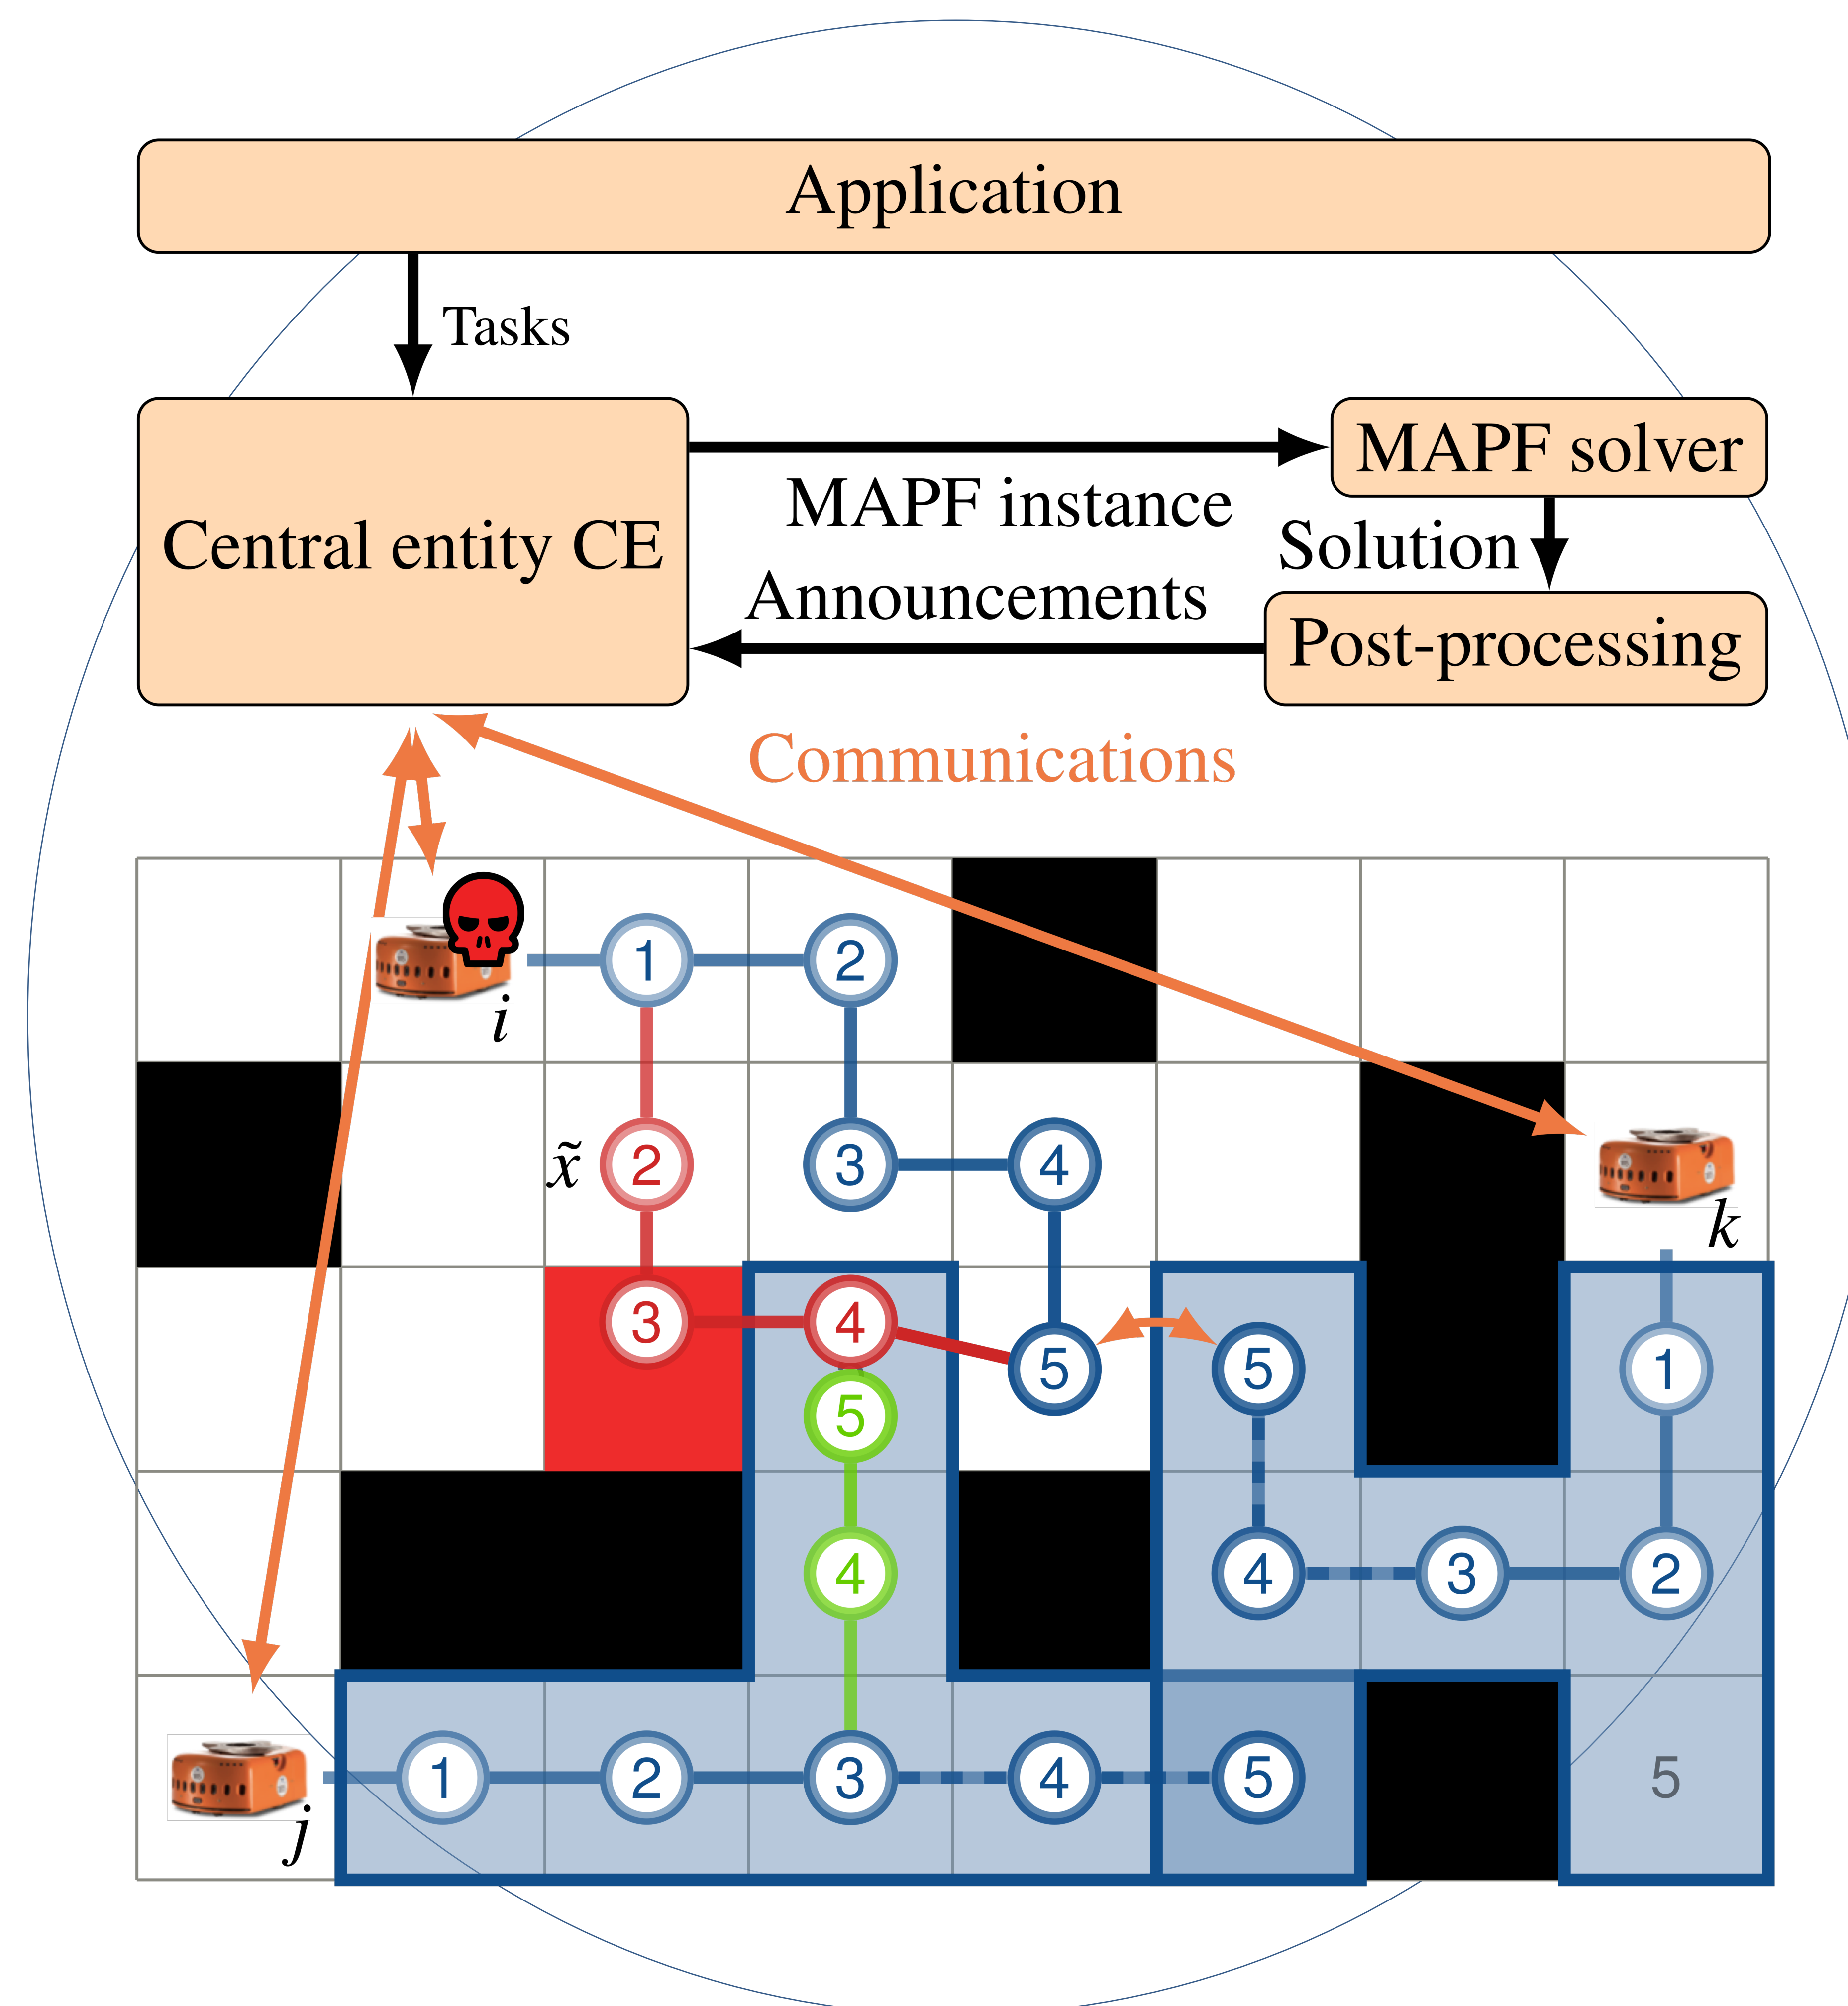 Application
Tasks
Central entity CE
MAPF solver
MAPF instance
Solution
Announcements
Post-processing
Communications
1 2
i
x̃ 2 3 4
k
3 4 5 5 1
5
4 4 3 2
1 2 3 4 5 5
j